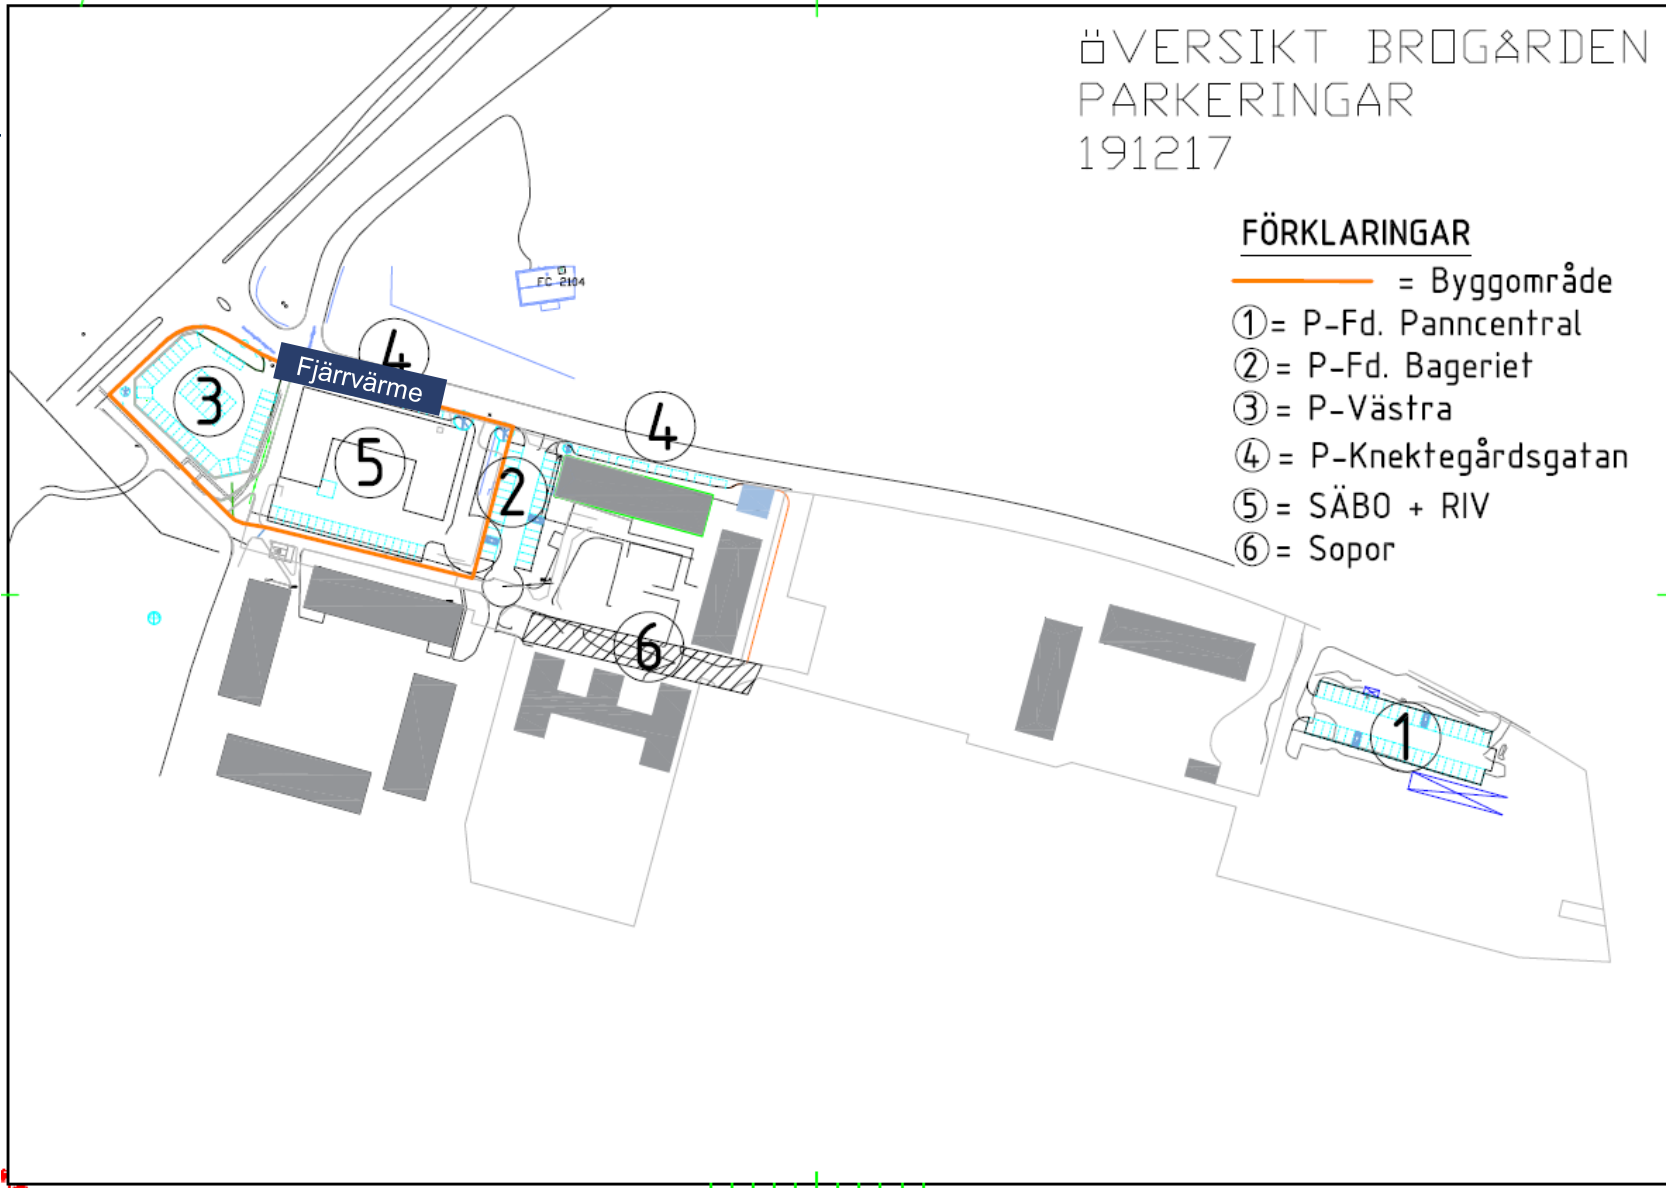 ÖVERSIKT BROGÅRDEN
PARKERINGAR
191217
FÖRKLARINGAR
= Byggområde
1 = P-Fd. Panncentral
2 = P-Fd. Bageriet
3 = P-Västra
4 = P-Knektegårdsgatan
5 = SÄBO + RIV
6 = Sopor
FC 2104
4
Fjärrvärme
3
4
5
2
6
1